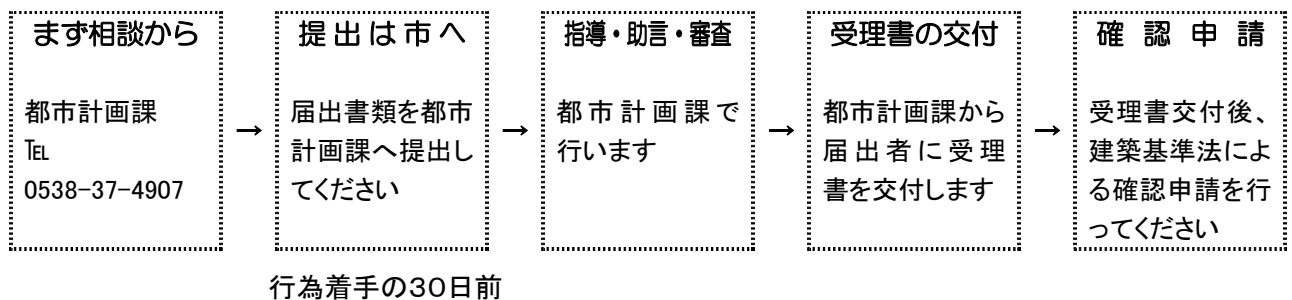 まず相談から
都市計画課
℡
0538-37-4907
→
提出は市へ
届出書類を都市
計画課へ提出し
てください
→
指導・助言・審査
都市計画課で
行います
→
受理書の交付
都市計画課から
届出者に受理
書を交付します
→
確認申請
受理書交付後、
建築基準法によ
る確認申請を行
ってください
行為着手の30日前